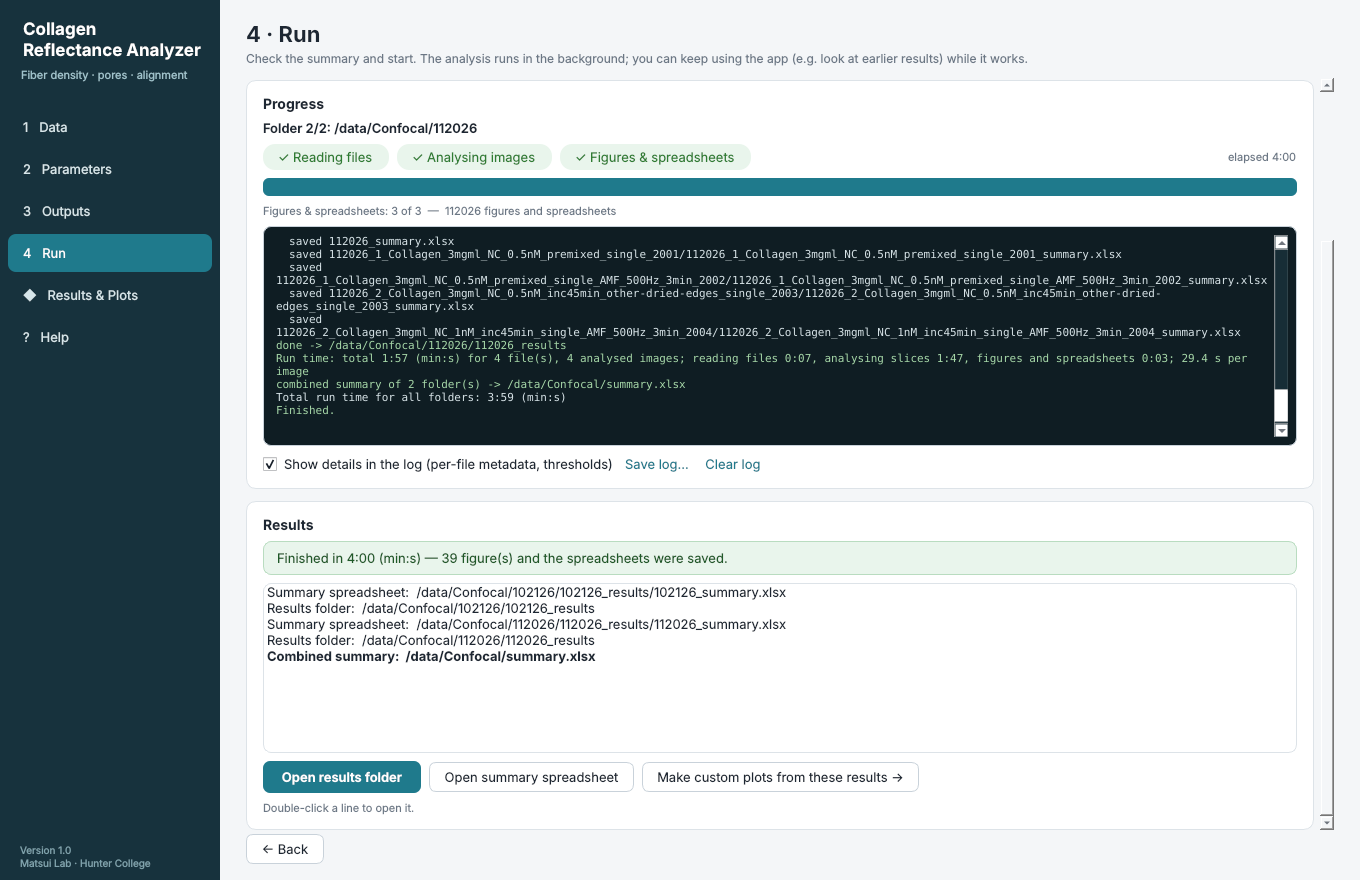 Collagen
Reflectance Analyzer
Fiber density · pores · alignment
1 Data
2 Parameters
3 Outputs
4 Run
◆ Results & Plots
? Help
Version 1.0
Matsui Lab · Hunter College
4 · Run
Check the summary and start. The analysis runs in the background; you can keep using the app (e.g. look at earlier results) while it works.
Progress
Folder 2/2: /data/Confocal/112026
✓ Reading files
✓ Analysing images
✓ Figures & spreadsheets
elapsed 4:00
Figures & spreadsheets: 3 of 3 — 112026 figures and spreadsheets
saved 112026_summary.xlsx
saved 112026_1_Collagen_3mgml_NC_0.5nM_premixed_single_2001/112026_1_Collagen_3mgml_NC_0.5nM_premixed_single_2001_summary.xlsx
saved
112026_1_Collagen_3mgml_NC_0.5nM_premixed_single_AMF_500Hz_3min_2002/112026_1_Collagen_3mgml_NC_0.5nM_premixed_single_AMF_500Hz_3min_2002_summary.xlsx
saved 112026_2_Collagen_3mgml_NC_0.5nM_inc45min_other-dried-edges_single_2003/112026_2_Collagen_3mgml_NC_0.5nM_inc45min_other-dried-
edges_single_2003_summary.xlsx
saved
112026_2_Collagen_3mgml_NC_1nM_inc45min_single_AMF_500Hz_3min_2004/112026_2_Collagen_3mgml_NC_1nM_inc45min_single_AMF_500Hz_3min_2004_summary.xlsx
done -> /data/Confocal/112026/112026_results
Run time: total 1:57 (min:s) for 4 file(s), 4 analysed images; reading files 0:07, analysing slices 1:47, figures and spreadsheets 0:03; 29.4 s per
image
combined summary of 2 folder(s) -> /data/Confocal/summary.xlsx
Total run time for all folders: 3:59 (min:s)
Finished.
Show details in the log (per-file metadata, thresholds)
Save log...
Clear log
Results
Finished in 4:00 (min:s) — 39 figure(s) and the spreadsheets were saved.
Summary spreadsheet: /data/Confocal/102126/102126_results/102126_summary.xlsx
Results folder: /data/Confocal/102126/102126_results
Summary spreadsheet: /data/Confocal/112026/112026_results/112026_summary.xlsx
Results folder: /data/Confocal/112026/112026_results
Combined summary: /data/Confocal/summary.xlsx
Open results folder
Open summary spreadsheet
Make custom plots from these results →
Double-click a line to open it.
← Back